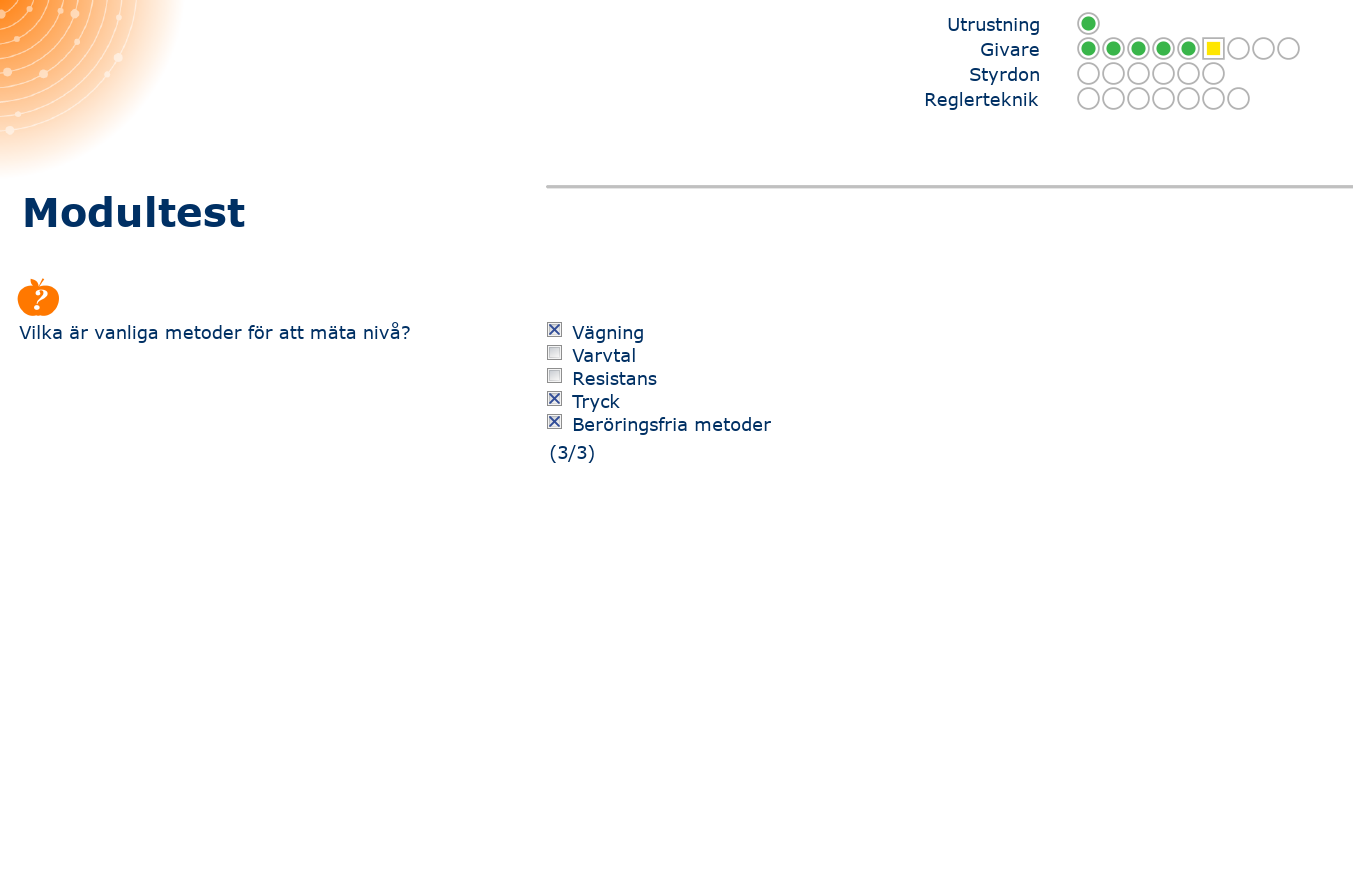 Utrustning
Givare
Styrdon
Reglerteknik
Modultest
?
Vilka är vanliga metoder för att mäta nivå?
Vägning
Varvtal
Resistans
Tryck
Beröringsfria metoder
(3/3)